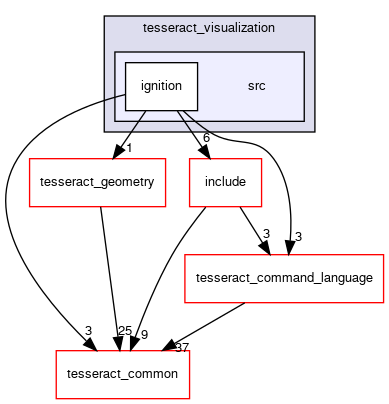 tesseract_visualization
ignition
src
1
6
tesseract_geometry
include
3
3
tesseract_command_language
3
25
9
37
tesseract_common